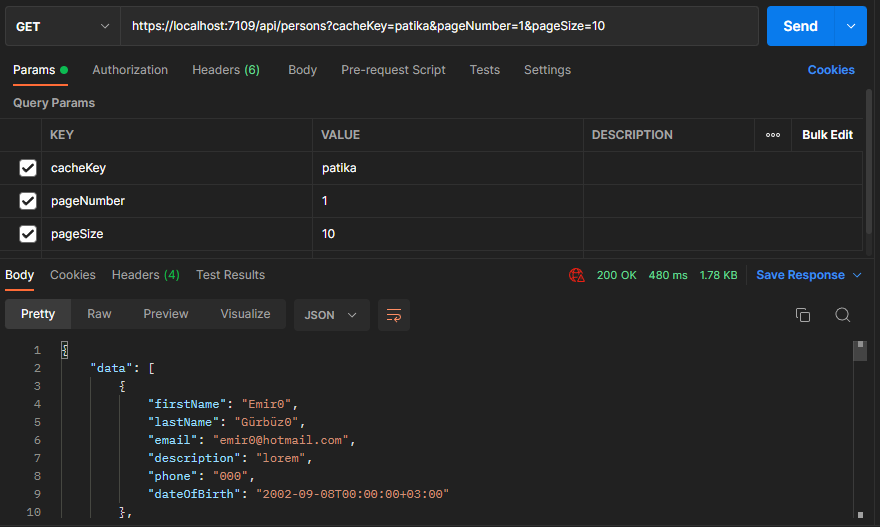 GET https://localhost:7109/api/persons?cacheKey=patika&pageNumber=1&pageSize=10 Send
Params Authorization Headers (6) Body Pre-request Script Tests Settings Cookies
Query Params
KEY VALUE DESCRIPTION Bulk Edit
cacheKey patika
pageNumber 1
pageSize 10
Body Cookies Headers (4) Test Results 200 OK 480 ms 1.78 KB Save Response
Pretty Raw Preview Visualize JSON
1 {
2 "data": [
3 {
4 "firstName": "Emir0",
5 "lastName": "Gürbüz0",
6 "email": "emir0@hotmail.com",
7 "description": "lorem",
8 "phone": "000",
9 "dateOfBirth": "2002-09-08T00:00:00+03:00"
10 },